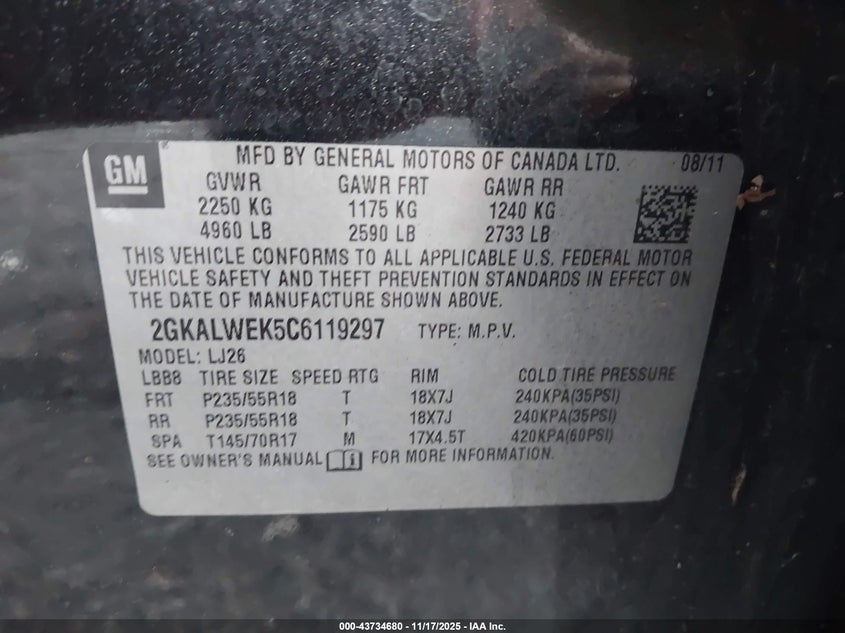 GM ® MFD BY GENERAL MOTORS OF CANADA LTD. 08/11
GVWR GAWR FRT GAWR RR
2250 KG 1175 KG 1240 KG
4960 LB 2590 LB 2733 LB
THIS VEHICLE CONFORMS TO ALL APPLICABLE U.S. FEDERAL MOTOR
VEHICLE SAFETY AND THEFT PREVENTION STANDARDS IN EFFECT ON
THE DATE OF MANUFACTURE SHOWN ABOVE.
2GKALWEK5C6119297 TYPE: M.P.V.
MODEL: LJ26
LBB8 TIRE SIZE SPEED RTG RIM COLD TIRE PRESSURE
FRT P235/55R18 T 18X7J 240KPA(35PSI)
RR P235/55R18 T 18X7J 240KPA(35PSI)
SPA T145/70R17 M 17X4.5T 420KPA(60PSI)
SEE OWNER'S MANUAL FOR MORE INFORMATION.
000-43734680 - 11/17/2025 - IAA Inc.